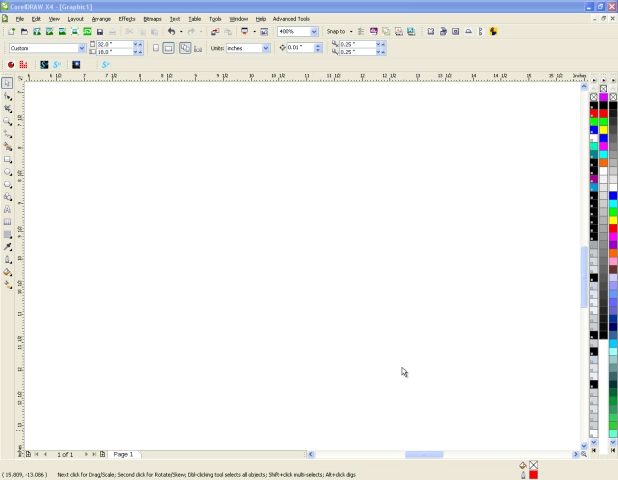 CorelDRAW X4 - [Graphic1]
File Edit View Layout Arrange Effects Bitmaps Text Table Tools Window Help Advanced Tools
400% Snap to
Custom 32.0 " 18.0 " Units: inches 0.01 " 0.25 " 0.25 "
inches
1 of 1 Page 1
( 15.809, -13.086 ) Next click for Drag/Scale; Second click for Rotate/Skew; Dbl-clicking tool selects all objects; Shift+click multi-selects; Alt+click digs